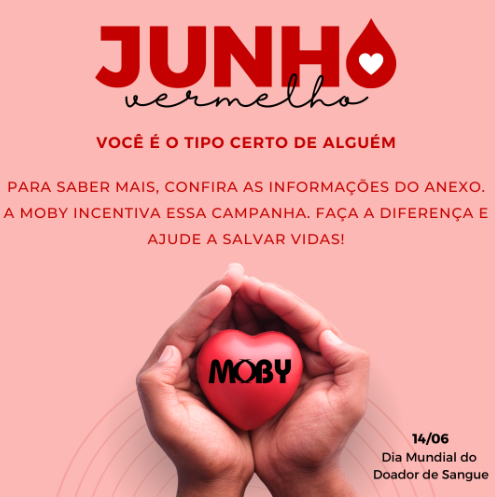 JUNHO
vermelho
VOCÊ É O TIPO CERTO DE ALGUÉM
PARA SABER MAIS, CONFIRA AS INFORMAÇÕES DO ANEXO.
A MOBY INCENTIVA ESSA CAMPANHA. FAÇA A DIFERENÇA E
AJUDE A SALVAR VIDAS!
MOBY
14/06
Dia Mundial do
Doador de Sangue